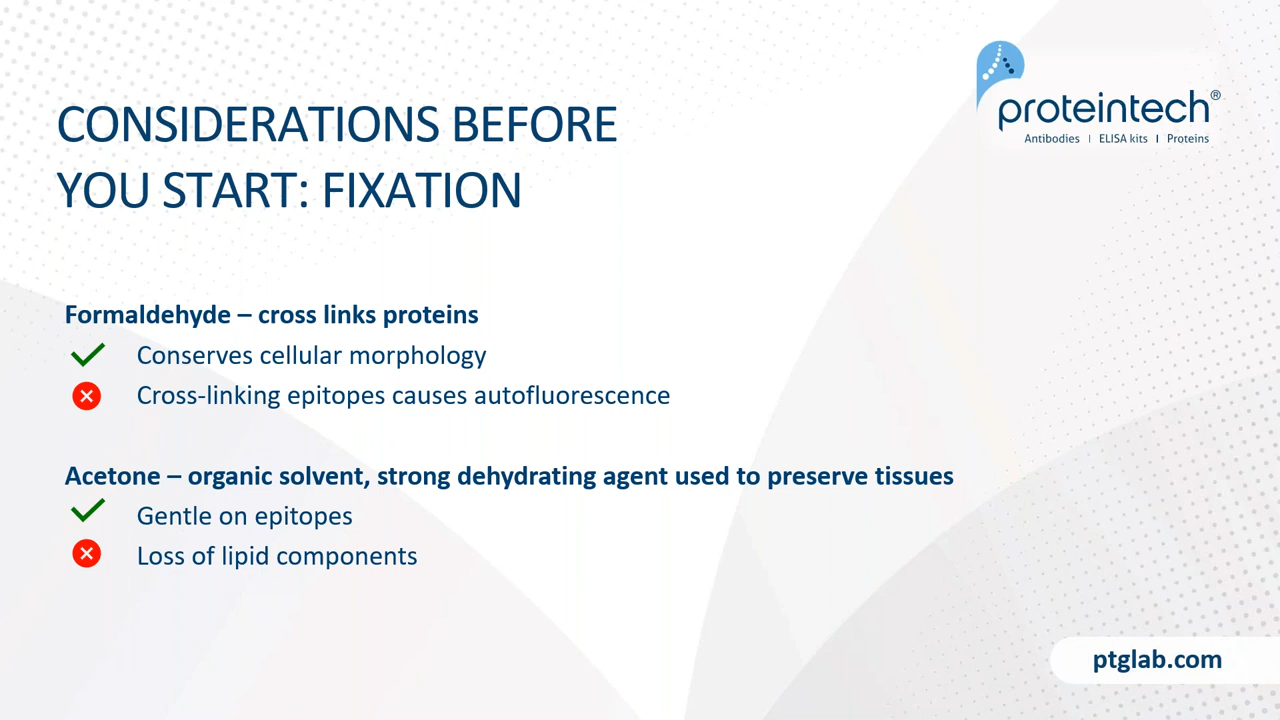 proteintech®
Antibodies | ELISA kits | Proteins
CONSIDERATIONS BEFORE
YOU START: FIXATION
Formaldehyde – cross links proteins
Conserves cellular morphology
Cross-linking epitopes causes autofluorescence
Acetone – organic solvent, strong dehydrating agent used to preserve tissues
Gentle on epitopes
Loss of lipid components
ptglab.com